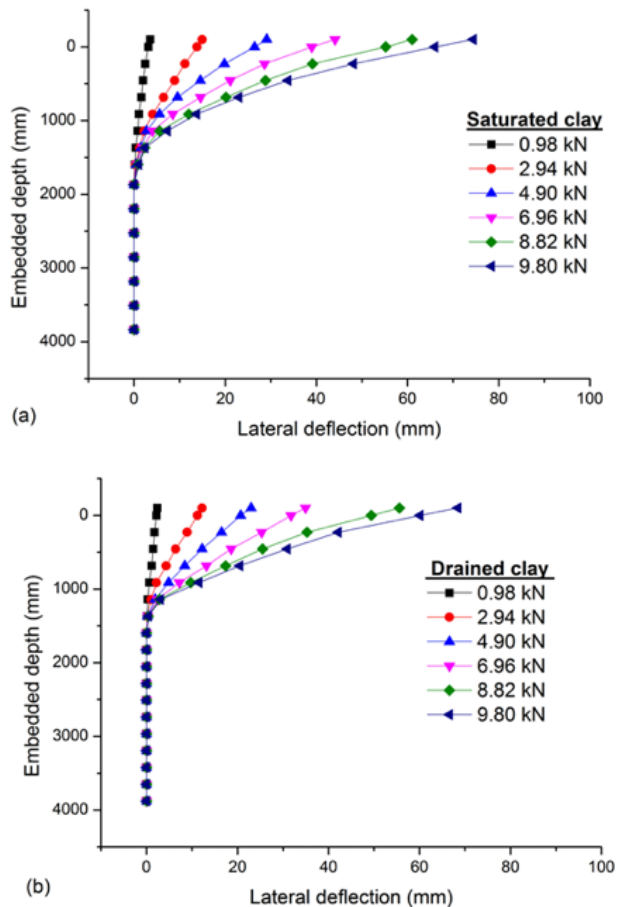 0
1000
2000
3000
4000
Embedded depth (mm)
Saturated clay
0.98 kN
2.94 kN
4.90 kN
6.96 kN
8.82 kN
9.80 kN
0 20 40 60 80 100
Lateral deflection (mm)
(a)
0
1000
2000
3000
4000
Embedded depth (mm)
Drained clay
0.98 kN
2.94 kN
4.90 kN
6.96 kN
8.82 kN
9.80 kN
0 20 40 60 80 100
Lateral deflection (mm)
(b)